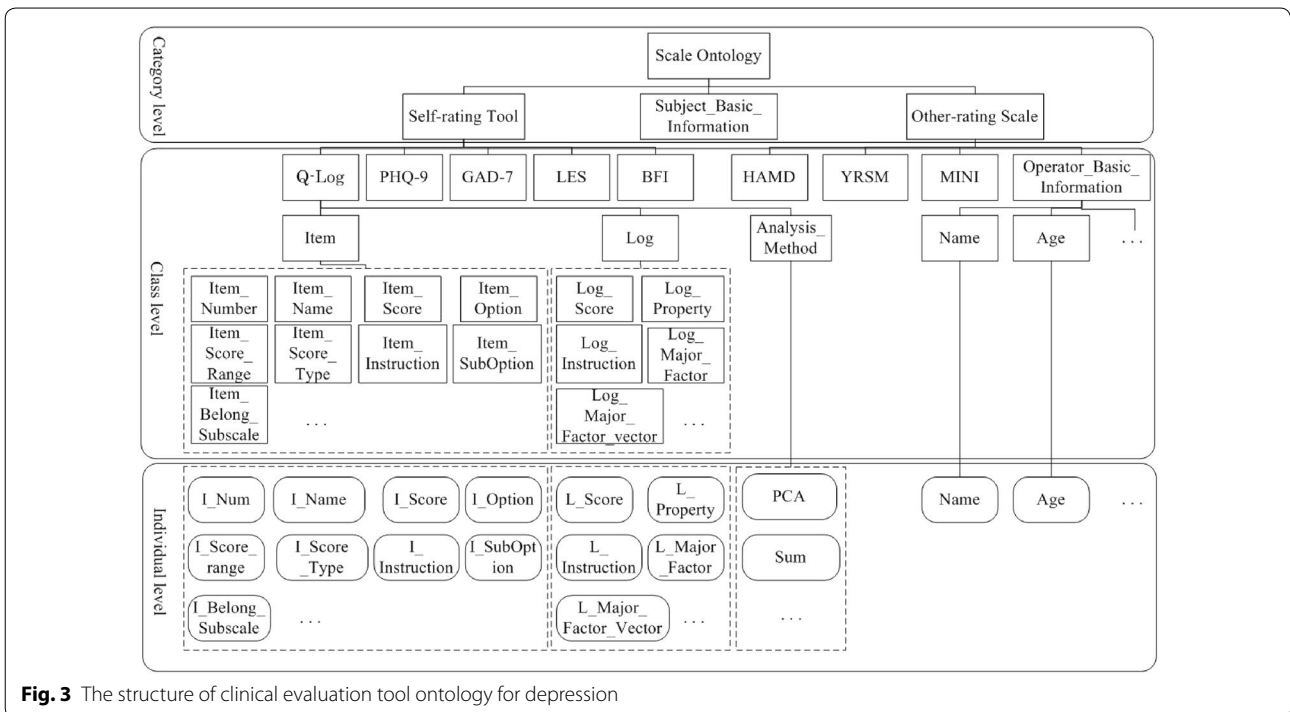 Category level
Scale Ontology
Self-rating Tool
Subject_Basic_
Information
Other-rating Scale
Class level
Q-Log
PHQ-9
GAD-7
LES
BFI
HAMD
YRSM
MINI
Operator_Basic_
Information
Item
Log
Analysis_
Method
Name
Age
...
Item_
Number
Item_
Name
Item_
Score
Item_
Option
Log_
Score
Log_
Property
Item_
Score_
Range
Item_
Score_
Type
Item_
Instruction
Item_
SubOption
Log_
Instruction
Log_
Major_
Factor
Item_
Belong_
Subscale
...
Log_
Major_
Factor_vector
...
Individual level
I_Num
I_Name
I_Score
I_Option
L_Score
L_
Property
PCA
Name
Age
...
I_Score_
range
I_Score
_Type
I_
Instruction
I_SubOpt
ion
L_
Instruction
L_Major
_Factor
Sum
I_Belong_
Subscale
...
L_Major_
Factor_Vector
...
...
Fig. 3 The structure of clinical evaluation tool ontology for depression